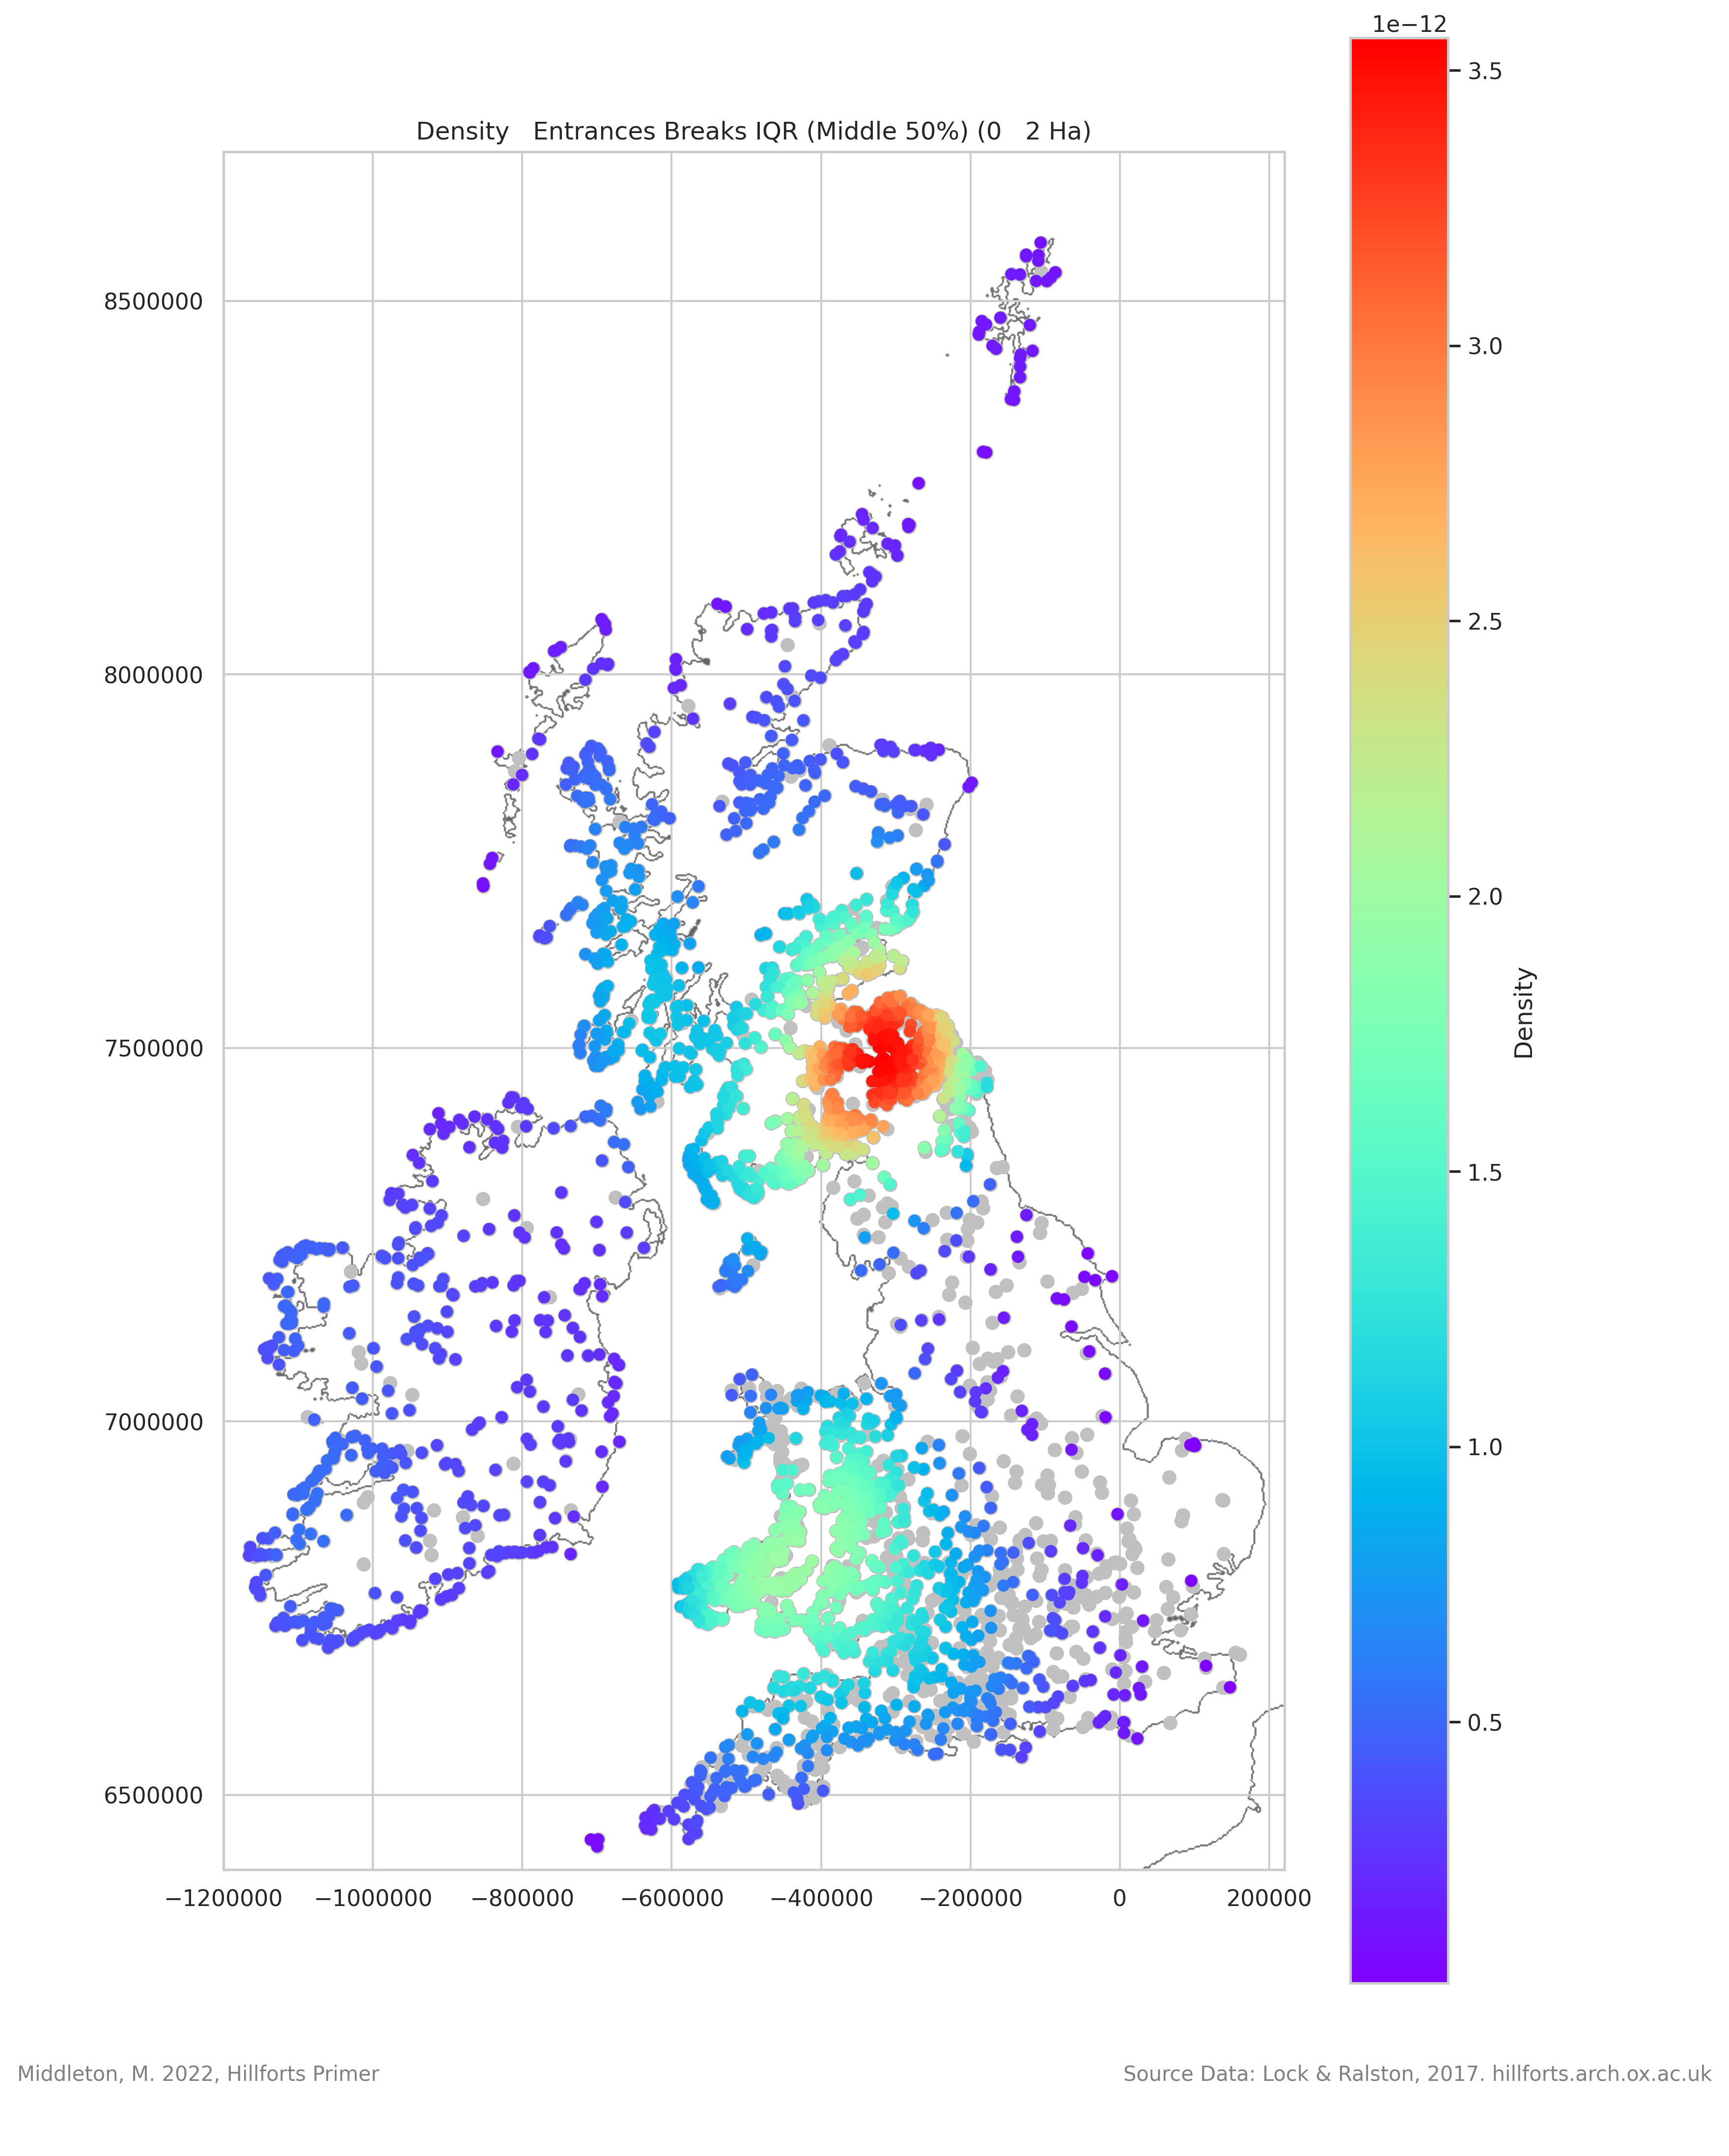 1e−12
Density   Entrances Breaks IQR (Middle 50%) (0   2 Ha)
3.5
3.0
2.5
2.0
1.5
1.0
0.5
Density
8500000
8000000
7500000
7000000
6500000
−1200000 −1000000 −800000 −600000 −400000 −200000 0 200000
Middleton, M. 2022, Hillforts Primer
Source Data: Lock & Ralston, 2017. hillforts.arch.ox.ac.uk